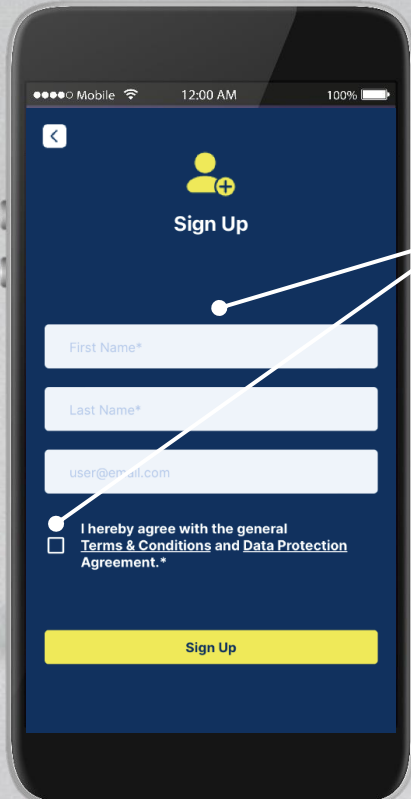 Mobile 12:00 AM 100%
Sign Up
First Name*
Last Name*
user@email.com
I hereby agree with the general
Terms & Conditions and Data Protection
Agreement.*
Sign Up